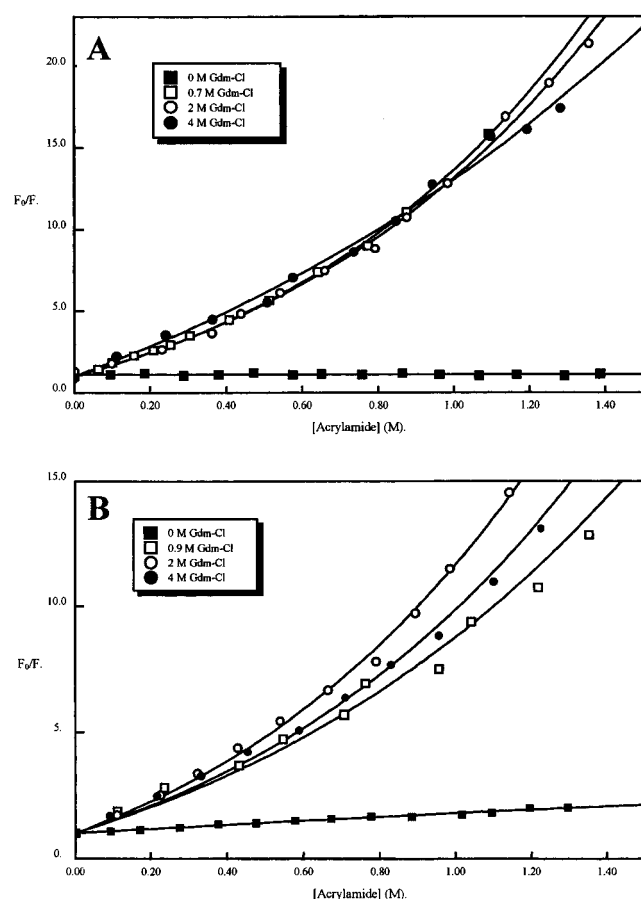 A
0 M Gdm-Cl
0.7 M Gdm-Cl
2 M Gdm-Cl
4 M Gdm-Cl
20.0
15.0
F₀/F.
10.0
5.0
0.0
0.00 0.20 0.40 0.60 0.80 1.00 1.20 1.40
[Acrylamide] (M).
B
0 M Gdm-Cl
0.9 M Gdm-Cl
2 M Gdm-Cl
4 M Gdm-Cl
15.0
10.0
F₀/F.
5.
0.
0.00 0.20 0.40 0.60 0.80 1.00 1.20 1.40
[Acrylamide] (M).